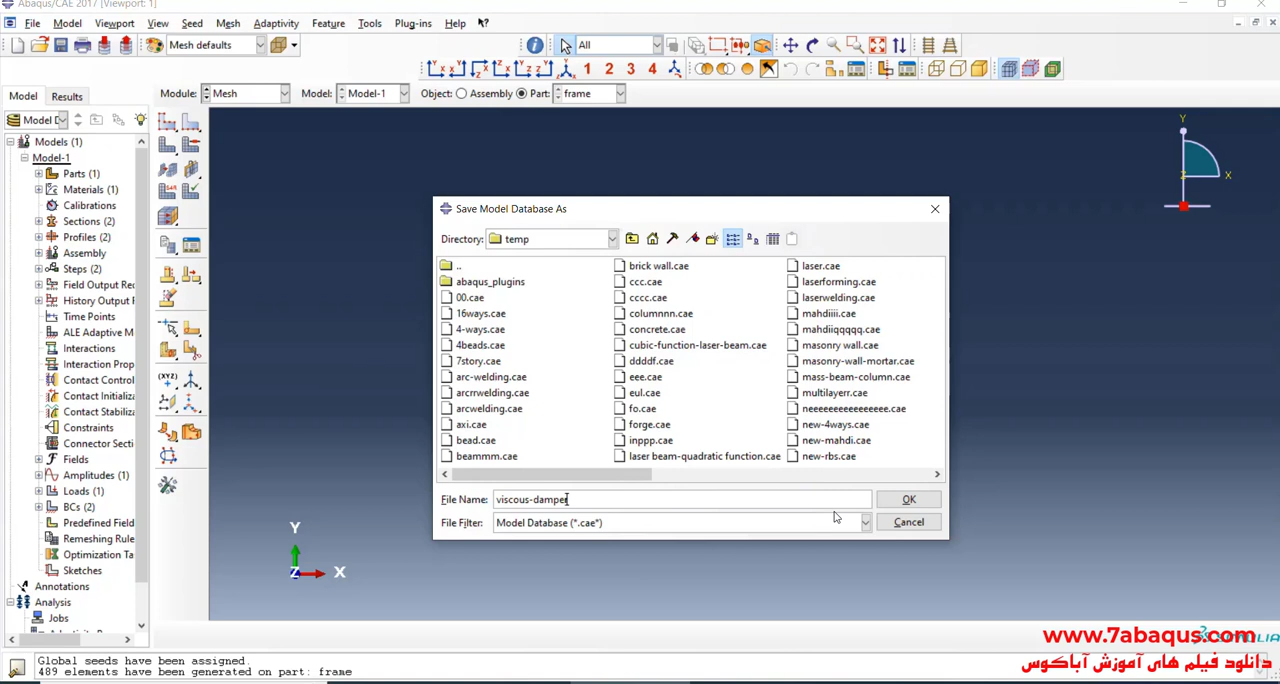 Abaqus/CAE 2017 [Viewport: 1]
File Model Viewport View Seed Mesh Adaptivity Feature Tools Plug-ins Help
Mesh defaults All
1 2 3 4
Model Results Module: Mesh Model: Model-1 Object: Assembly Part: frame
Model D
Models (1)
Model-1
Parts (1)
Materials (1)
Calibrations
Sections (2)
Profiles (2)
Assembly
Steps (2)
Field Output Re
History Output R
Time Points
ALE Adaptive M
Interactions
Interaction Prop
Contact Control
Contact Initializa
Contact Stabiliz
Constraints
Connector Secti
Fields
Amplitudes (1)
Loads (1)
BCs (2)
Predefined Field
Remeshing Rule
Optimization Ta
Sketches
Annotations
Analysis
Jobs
(XYZ)
Y
X
Z
Save Model Database As
Directory: temp
..
abaqus_plugins
00.cae
16ways.cae
4-ways.cae
4beads.cae
7story.cae
arc-welding.cae
arcrrwelding.cae
arcwelding.cae
axi.cae
bead.cae
beammm.cae
brick wall.cae
ccc.cae
cccc.cae
columnnn.cae
concrete.cae
cubic-function-laser-beam.cae
ddddf.cae
eee.cae
eul.cae
fo.cae
forge.cae
inppp.cae
laser beam-quadratic function.cae
laser.cae
laserforming.cae
laserwelding.cae
mahdiiii.cae
mahdiiqqqqq.cae
masonry wall.cae
masonry-wall-mortar.cae
mass-beam-column.cae
multilayerr.cae
neeeeeeeeeeeeeee.cae
new-4ways.cae
new-mahdi.cae
new-rbs.cae
File Name: viscous-damper OK
File Filter: Model Database (*.cae*) Cancel
Y
X
Z
www.7abaqus.com
دانلود فیلم های آموزش آباکوس
Global seeds have been assigned.
489 elements have been generated on part: frame